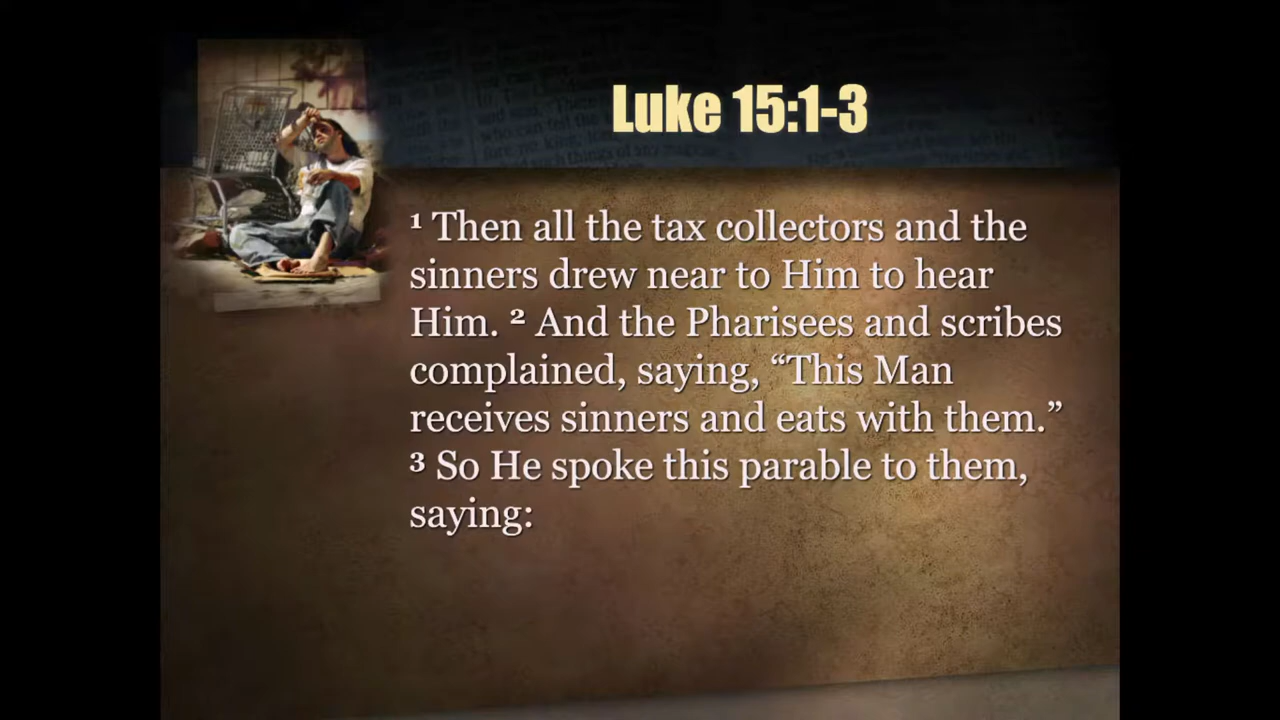 Luke 15:1-3
¹ Then all the tax collectors and the
sinners drew near to Him to hear
Him. ² And the Pharisees and scribes
complained, saying, “This Man
receives sinners and eats with them.”
³ So He spoke this parable to them,
saying: